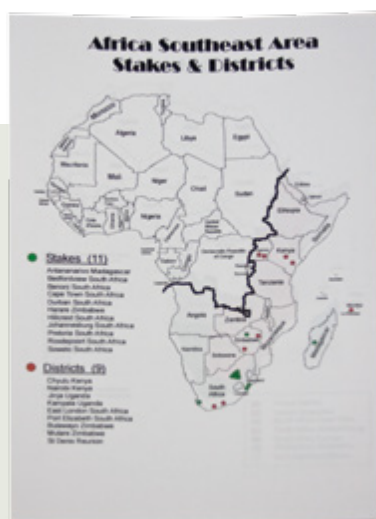 Africa Southeast Area
Stakes & Districts
Morocco
Algeria
Libya
Egypt
Mauritania
Mali
Niger
Chad
Sudan
Nigeria
Ethiopia
Kenya
Tanzania
Angola
Zambia
Namibia
Botswana
South
Africa
Stakes (11)
Antananarivo Madagascar
Bedfordview South Africa
Benoni South Africa
Cape Town South Africa
Durban South Africa
Harare Zimbabwe
Hillcrest South Africa
Johannesburg South Africa
Pretoria South Africa
Roodepoort South Africa
Soweto South Africa
Districts (9)
Chyulu Kenya
Nairobi Kenya
Jinja Uganda
Kampala Uganda
East London South Africa
Port Elizabeth South Africa
Bulawayo Zimbabwe
Mutare Zimbabwe
St Denis Reunion